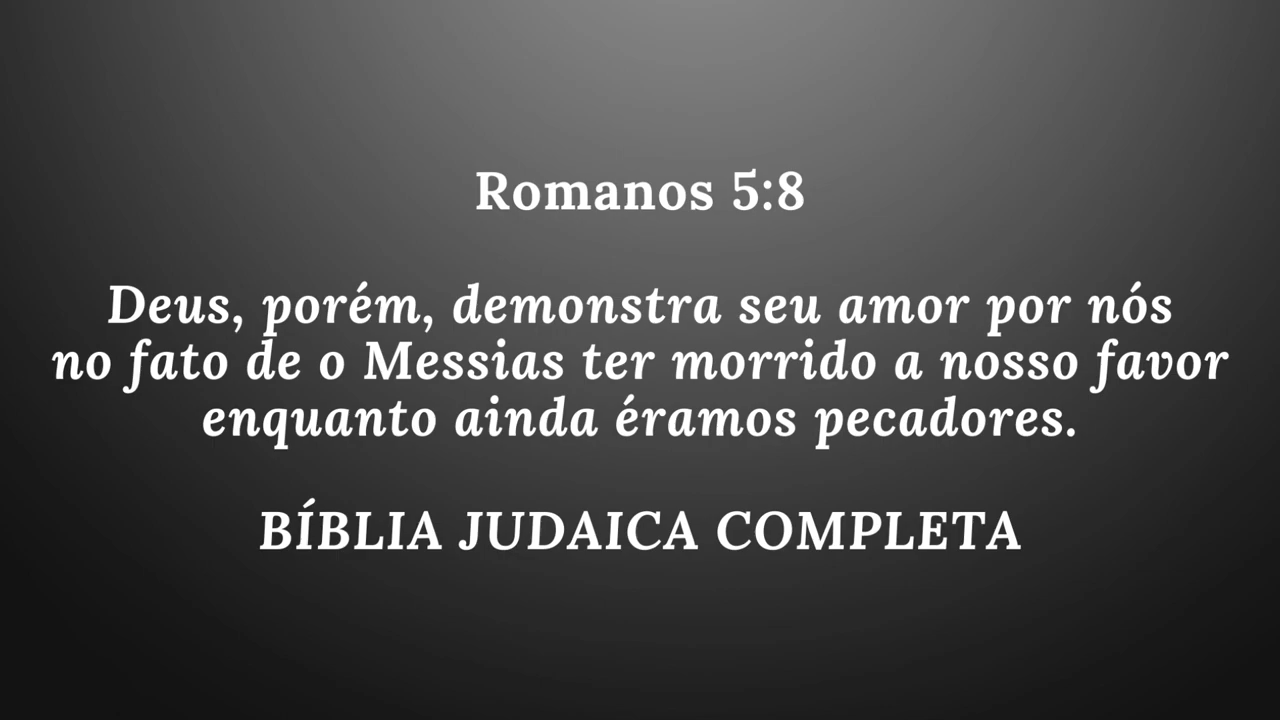 Romanos 5:8
Deus, porém, demonstra seu amor por nós
no fato de o Messias ter morrido a nosso favor
enquanto ainda éramos pecadores.
BÍBLIA JUDAICA COMPLETA